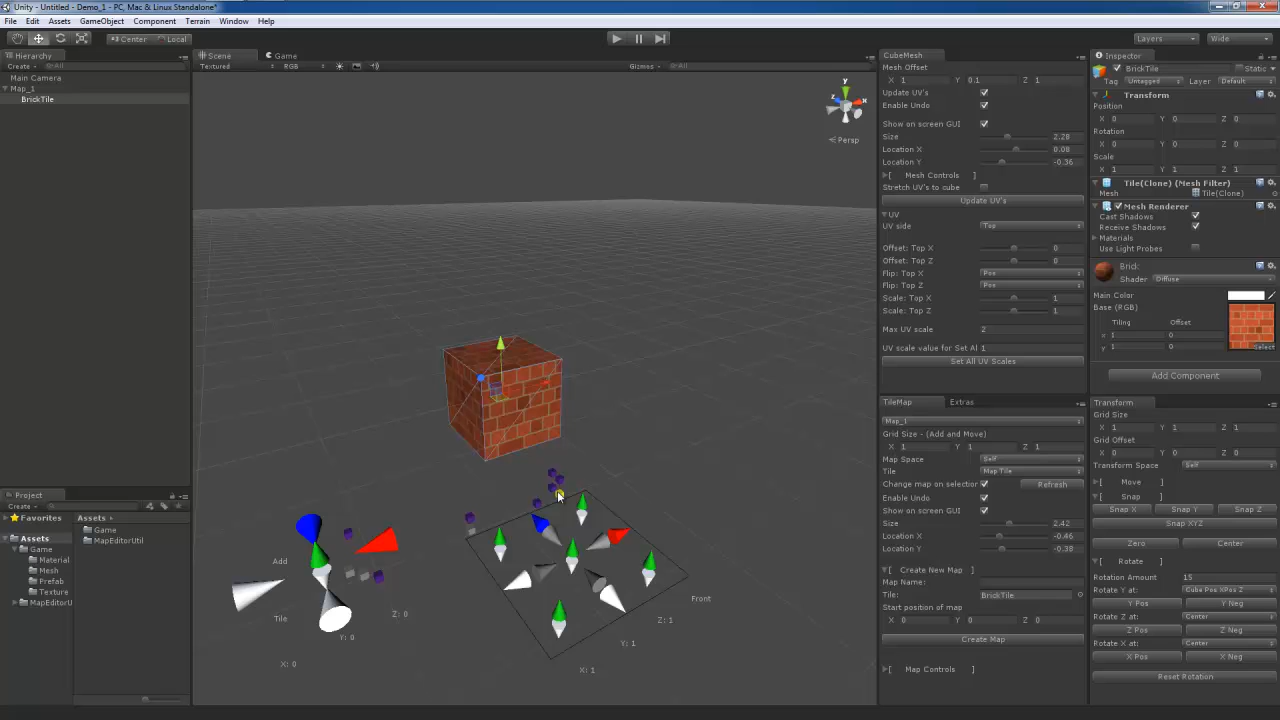 Unity - Untitled - Demo_1 - PC, Mac & Linux Standalone*
File Edit Assets GameObject Component Terrain Window Help
Center Local Layers Wide
Hierarchy
Create All
Main Camera
Map_1
BrickTile
Scene Game
Textured RGB Gizmos All
y
x
z
Persp
Add
Tile
X: 0
Y: 0
Z: 0
Front
X: 1
Y: 1
Z: 1
Project
Create
Favorites
Assets
Game
Material
Mesh
Prefab
Texture
MapEditorU
Assets
Game
MapEditorUtil
CubeMesh
Mesh Offset
X 1 Y 0.1 Z 1
Update UV's
Enable Undo
Show on screen GUI
Size 2.28
Location X 0.08
Location Y -0.36
[ Mesh Controls ]
Stretch UV's to cube
Update UV's
UV
UV side Top
Offset: Top X 0
Offset: Top Z 0
Flip: Top X Pos
Flip: Top Z Pos
Scale: Top X 1
Scale: Top Z 1
Max UV scale 2
UV scale value for Set Al 1
Set All UV Scales
TileMap Extras
Map_1
Grid Size - (Add and Move)
X 1 Y 1 Z 1
Map Space Self
Tile Map Tile
Change map on selection Refresh
Enable Undo
Show on screen GUI
Size 2.42
Location X -0.46
Location Y -0.38
[ Create New Map ]
Map Name:
Tile: BrickTile
Start position of map
X 0 Y 0 Z 0
Create Map
[ Map Controls ]
Inspector
BrickTile Static
Tag Untagged Layer Default
Transform
Position
X 0 Y 0 Z 0
Rotation
X 0 Y 0 Z 0
Scale
X 1 Y 1 Z 1
Tile(Clone) (Mesh Filter)
Mesh Tile(Clone)
Mesh Renderer
Cast Shadows
Receive Shadows
Materials
Use Light Probes
Brick
Shader Diffuse
Main Color
Base (RGB)
Tiling Offset
x 1 0
y 1 0
Select
Add Component
Transform
Grid Size
X 1 Y 1 Z 1
Grid Offset
X 0 Y 0 Z 0
Transform Space Self
[ Move ]
[ Snap ]
Snap X Snap Y Snap Z
Snap XYZ
Zero Center
[ Rotate ]
Rotation Amount 15
Rotate Y at: Cube Pos XPos Z
Y Pos Y Neg
Rotate Z at: Center
Z Pos Z Neg
Rotate X at: Center
X Pos X Neg
Reset Rotation